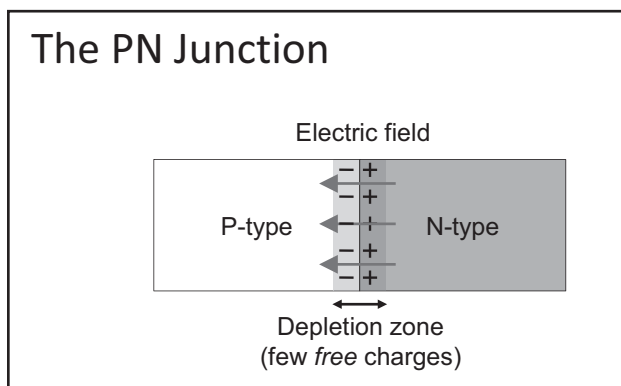 The PN Junction
Electric field
– +
– +
P-type – + N-type
– +
– +
Depletion zone
(few free charges)